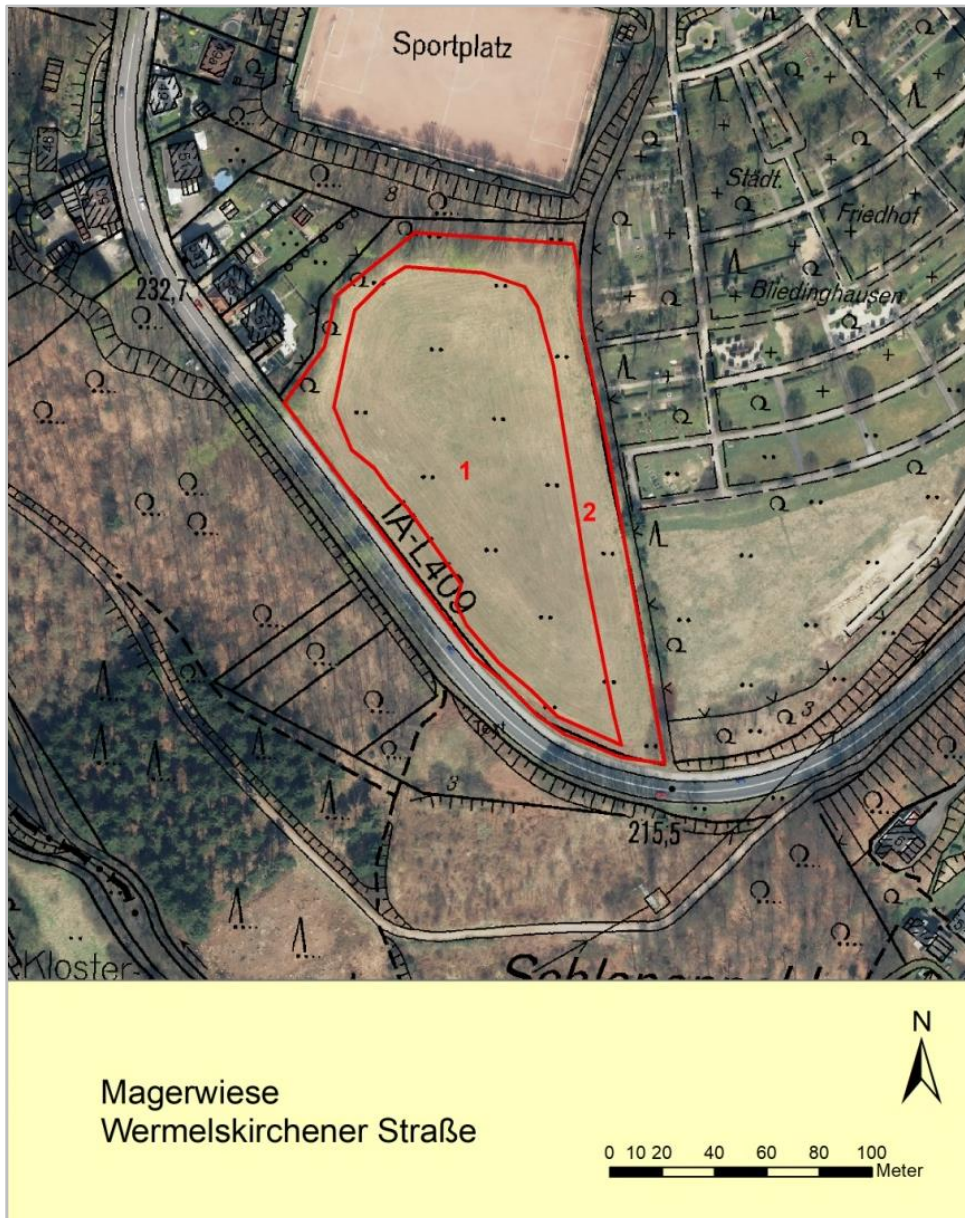 Sportplatz
8
Städt.
Friedhof
Bliedinghausen
232,7
1
2
IA-L409
3
3
215,5
Kloster-
N
Magerwiese
Wermelskirchener Straße
0 10 20 40 60 80 100
Meter